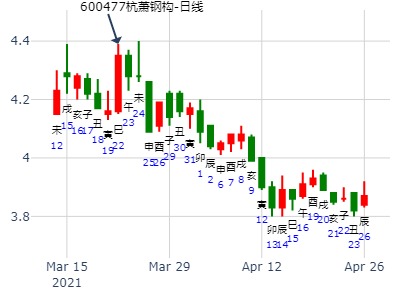 600477杭萧钢构-日线
4.4
4.2
4
3.8
未
12
戌
15
亥
16
子
17
丑
18
寅
19
巳
22
午
23
未
24
申
25
酉
26
子
29
丑
30
寅
31
卯
1
辰
2
申
6
酉
7
戌
8
亥
9
寅
12
卯
13
辰
14
巳
15
午
16
酉
19
戌
20
亥
21
子
22
丑
23
辰
26
Mar 15
2021
Mar 29
Apr 12
Apr 26